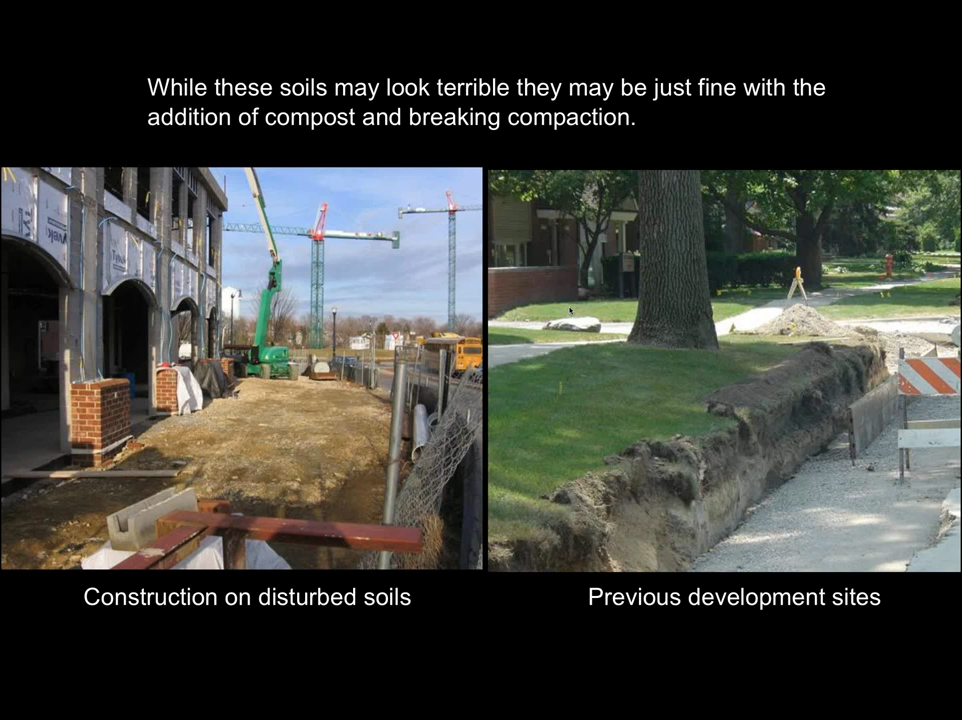 While these soils may look terrible they may be just fine with the
addition of compost and breaking compaction.
Construction on disturbed soils
Previous development sites